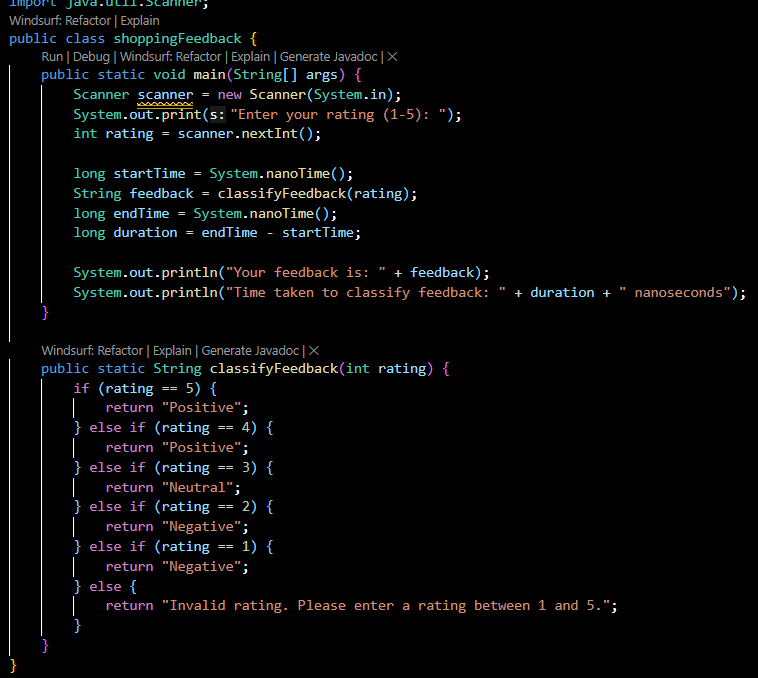 import java.util.Scanner;
Windsurf: Refactor | Explain
public class shoppingFeedback {
Run | Debug | Windsurf: Refactor | Explain | Generate Javadoc | ×
public static void main(String[] args) {
Scanner scanner = new Scanner(System.in);
System.out.print(s: "Enter your rating (1-5): ");
int rating = scanner.nextInt();
long startTime = System.nanoTime();
String feedback = classifyFeedback(rating);
long endTime = System.nanoTime();
long duration = endTime - startTime;
System.out.println("Your feedback is: " + feedback);
System.out.println("Time taken to classify feedback: " + duration + " nanoseconds");
}
Windsurf: Refactor | Explain | Generate Javadoc | ×
public static String classifyFeedback(int rating) {
if (rating == 5) {
return "Positive";
} else if (rating == 4) {
return "Positive";
} else if (rating == 3) {
return "Neutral";
} else if (rating == 2) {
return "Negative";
} else if (rating == 1) {
return "Negative";
} else {
return "Invalid rating. Please enter a rating between 1 and 5.";
}
}
}